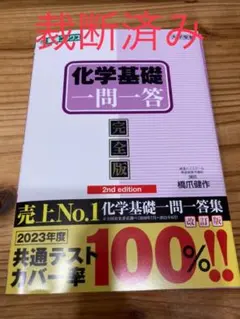 裁断済み
化学基礎
一問一答
完全版
2nd edition
橋爪健作
売上No.1 化学基礎一問一答集
改訂版
2023年度
共通テスト
カバー率
100%!!